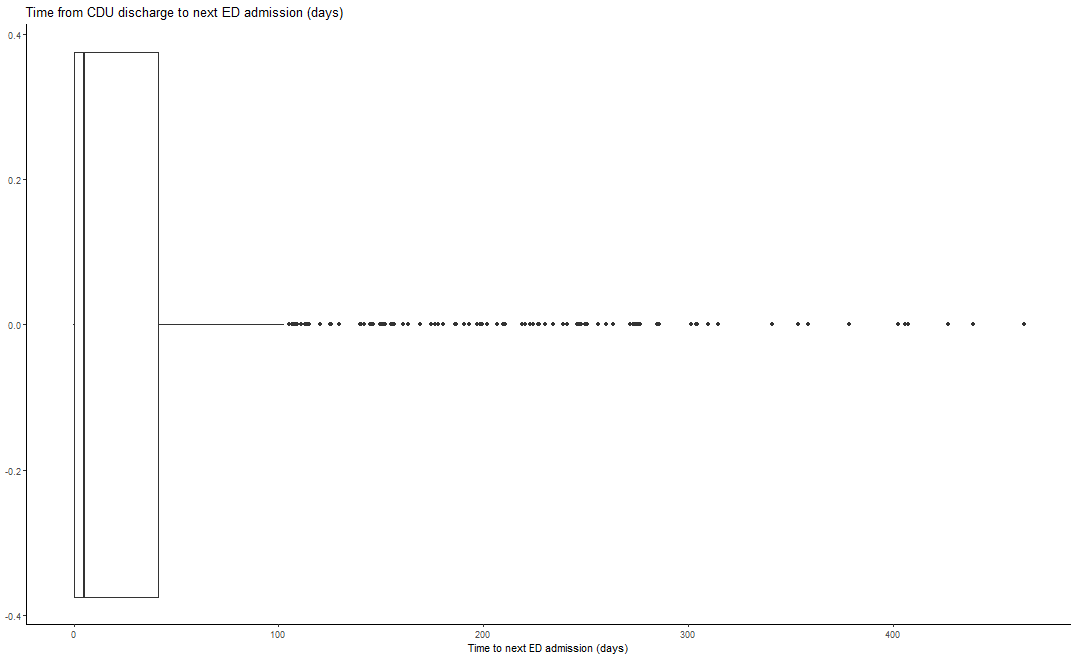 Time from CDU discharge to next ED admission (days)
0.4
0.2
0.0
-0.2
-0.4
0 100 200 300 400
Time to next ED admission (days)